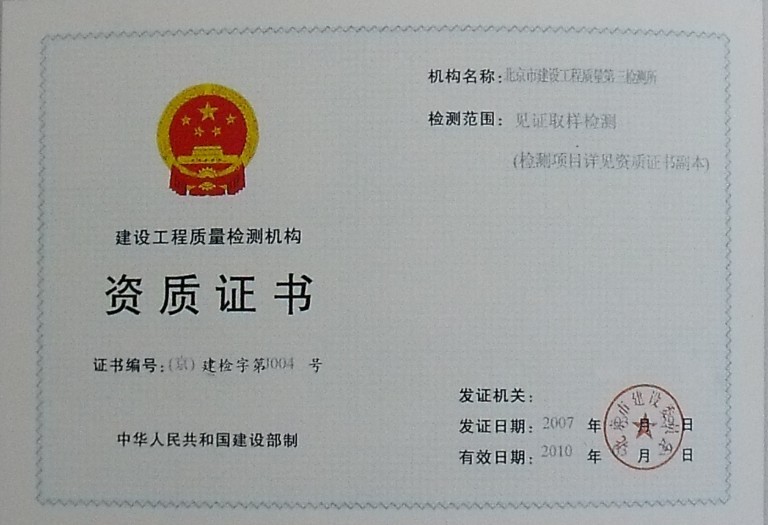 建设工程质量检测机构
资质证书
证书编号：(京) 建检字第J004 号
中华人民共和国建设部制
机构名称：北京市建设工程质量第三检测所
检测范围：见证取样检测
(检测项目详见资质证书副本)
发证机关：
发证日期：2007 年 月 日
有效日期：2010 年 月 日
市建设委